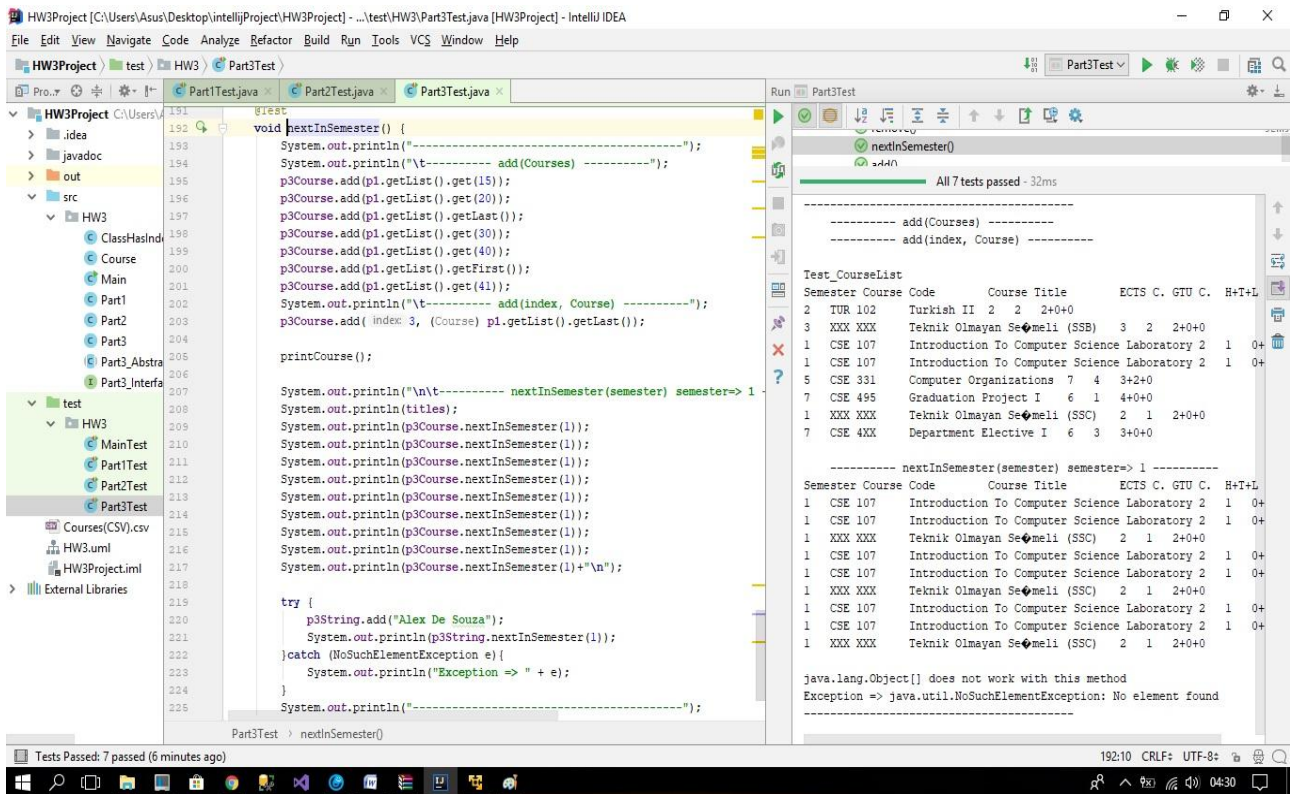 HW3Project [C:\Users\Asus\Desktop\intellijProject\HW3Project] - ...\test\HW3\Part3Test.java [HW3Project] - IntelliJ IDEA
File Edit View Navigate Code Analyze Refactor Build Run Tools VCS Window Help
HW3Project test HW3 Part3Test
Part3Test
Pro..
Part1Test.java
Part2Test.java
Part3Test.java
HW3Project C:\Users\A
.idea
javadoc
out
src
HW3
ClassHasInd
Course
Main
Part1
Part2
Part3
Part3_Abstra
Part3_Interfa
test
HW3
MainTest
Part1Test
Part2Test
Part3Test
Courses(CSV).csv
HW3.uml
HW3Project.iml
External Libraries
191 @Test
192 void nextInSemester() {
193 System.out.println("-----------------------------------------");
194 System.out.println("\t---------- add(Courses) ----------");
195 p3Course.add(p1.getList().get(15));
196 p3Course.add(p1.getList().get(20));
197 p3Course.add(p1.getList().getLast());
198 p3Course.add(p1.getList().get(30));
199 p3Course.add(p1.getList().get(40));
200 p3Course.add(p1.getList().getFirst());
201 p3Course.add(p1.getList().get(41));
202 System.out.println("\t---------- add(index, Course) ----------");
203 p3Course.add( index: 3, (Course) p1.getList().getLast());
204
205 printCourse();
206
207 System.out.println("\n\t---------- nextInSemester(semester) semester=> 1 -
208 System.out.println(titles);
209 System.out.println(p3Course.nextInSemester(1));
210 System.out.println(p3Course.nextInSemester(1));
211 System.out.println(p3Course.nextInSemester(1));
212 System.out.println(p3Course.nextInSemester(1));
213 System.out.println(p3Course.nextInSemester(1));
214 System.out.println(p3Course.nextInSemester(1));
215 System.out.println(p3Course.nextInSemester(1));
216 System.out.println(p3Course.nextInSemester(1));
217 System.out.println(p3Course.nextInSemester(1)+"\n");
218
219 try {
220 p3String.add("Alex De Souza");
221 System.out.println(p3String.nextInSemester(1));
222 }catch (NoSuchElementException e){
223 System.out.println("Exception => " + e);
224 }
225 System.out.println("-----------------------------------------");
Part3Test › nextInSemester()
Run Part3Test
remove()
nextInSemester()
add()
All 7 tests passed - 32ms
-----------------------------------------
---------- add(Courses) ----------
---------- add(index, Course) ----------
Test_CourseList
Semester Course Code Course Title ECTS C. GTU C. H+T+L
2 TUR 102 Turkish II 2 2 2+0+0
3 XXX XXX Teknik Olmayan Se�meli (SSB) 3 2 2+0+0
1 CSE 107 Introduction To Computer Science Laboratory 2 1 0+
1 CSE 107 Introduction To Computer Science Laboratory 2 1 0+
5 CSE 331 Computer Organizations 7 4 3+2+0
7 CSE 495 Graduation Project I 6 1 4+0+0
1 XXX XXX Teknik Olmayan Se�meli (SSC) 2 1 2+0+0
7 CSE 4XX Department Elective I 6 3 3+0+0
---------- nextInSemester(semester) semester=> 1 ----------
Semester Course Code Course Title ECTS C. GTU C. H+T+L
1 CSE 107 Introduction To Computer Science Laboratory 2 1 0+
1 CSE 107 Introduction To Computer Science Laboratory 2 1 0+
1 XXX XXX Teknik Olmayan Se�meli (SSC) 2 1 2+0+0
1 CSE 107 Introduction To Computer Science Laboratory 2 1 0+
1 CSE 107 Introduction To Computer Science Laboratory 2 1 0+
1 XXX XXX Teknik Olmayan Se�meli (SSC) 2 1 2+0+0
1 CSE 107 Introduction To Computer Science Laboratory 2 1 0+
1 CSE 107 Introduction To Computer Science Laboratory 2 1 0+
1 XXX XXX Teknik Olmayan Se�meli (SSC) 2 1 2+0+0
java.lang.Object[] does not work with this method
Exception => java.util.NoSuchElementException: No element found
-----------------------------------------
Tests Passed: 7 passed (6 minutes ago)
192:10 CRLF÷ UTF-8÷
04:30